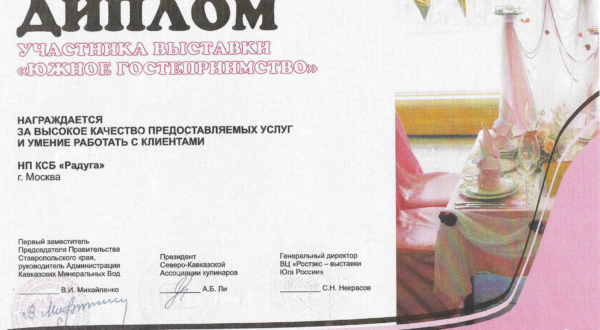 ДИПЛОМ
УЧАСТНИКА ВЫСТАВКИ
«ЮЖНОЕ ГОСТЕПРИИМСТВО»
НАГРАЖДАЕТСЯ
ЗА ВЫСОКОЕ КАЧЕСТВО ПРЕДОСТАВЛЯЕМЫХ УСЛУГ
И УМЕНИЕ РАБОТАТЬ С КЛИЕНТАМИ
НП КСБ «Радуга»
г. Москва
Первый заместитель
Председателя Правительства
Ставропольского края,
руководитель Администрации
Кавказских Минеральных Вод
В.И. Михайленко
Президент
Северо-Кавказской
Ассоциации кулинаров
А.Б. Ли
Генеральный директор
ВЦ «Ростэкс – выставки
Юга России»
С.Н. Некрасов